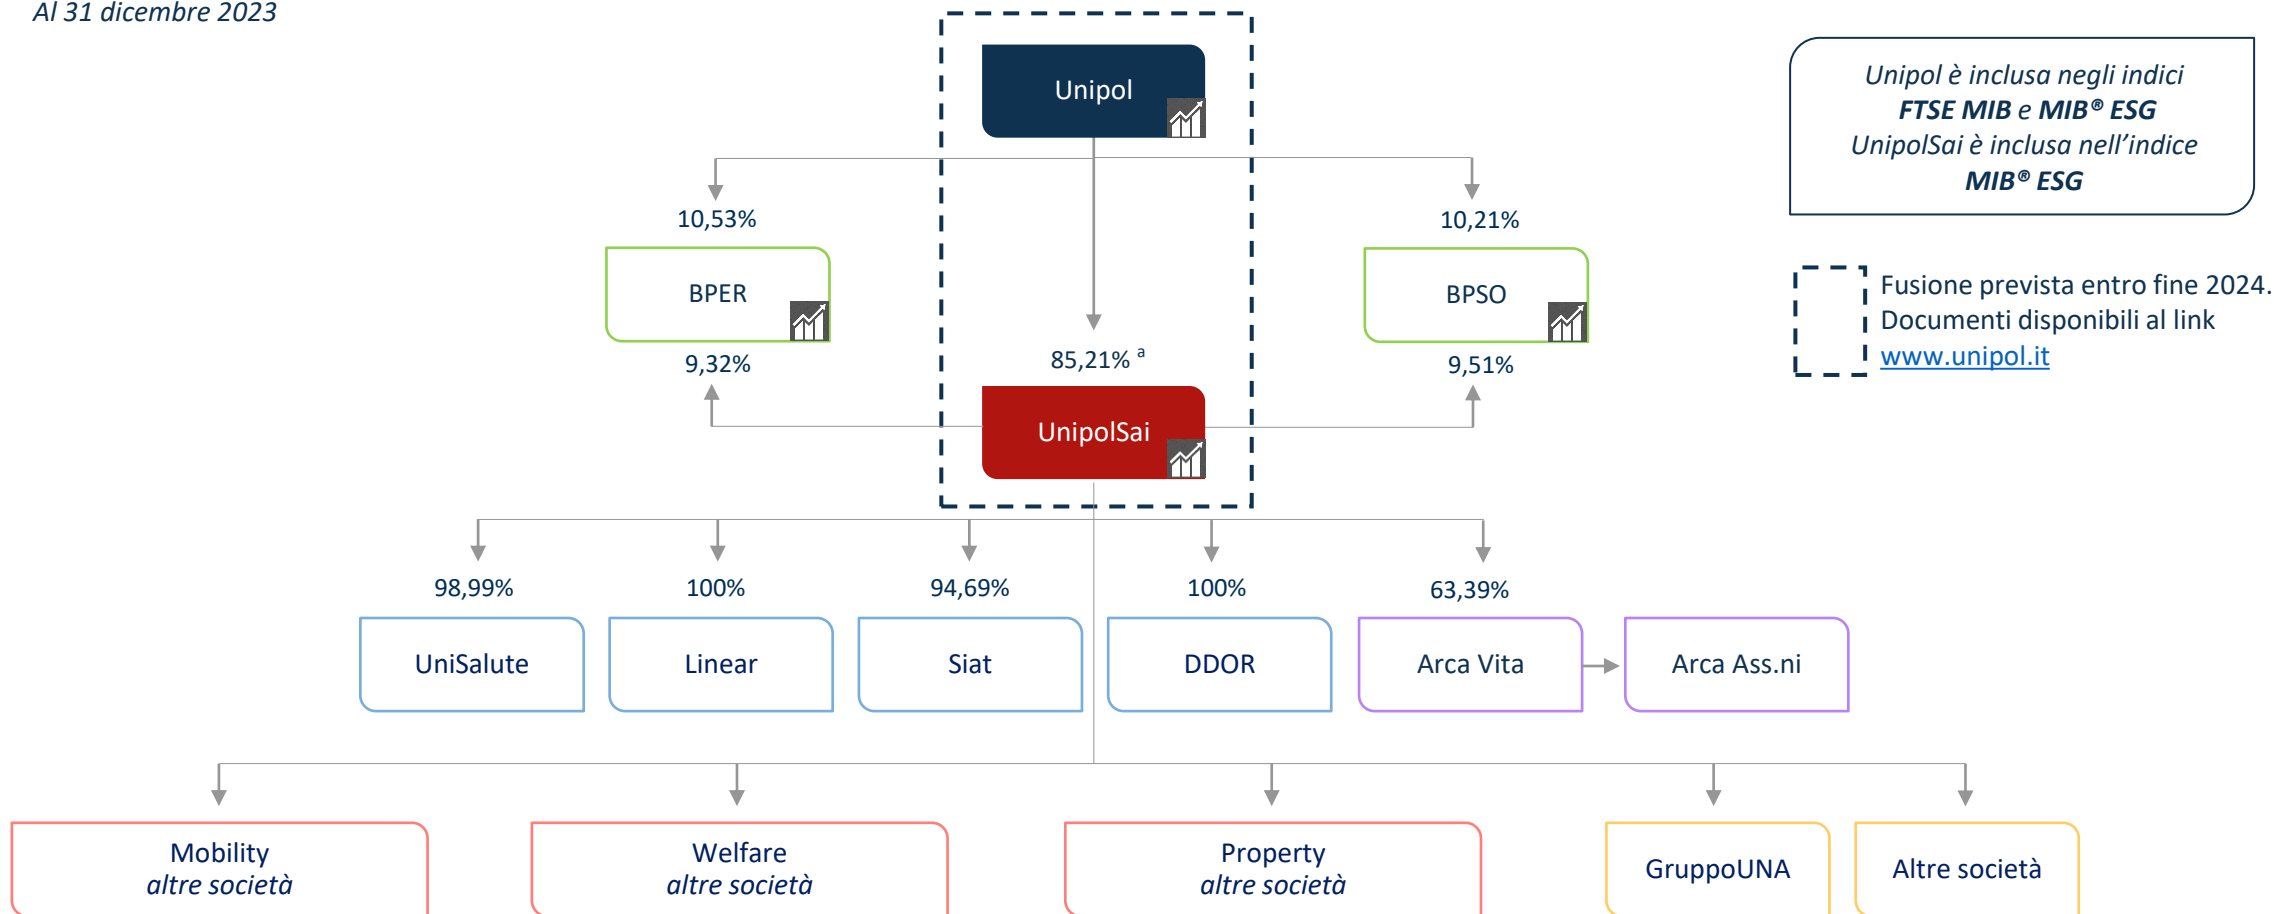 Al 31 dicembre 2023
Unipol
Unipol è inclusa negli indici
FTSE MIB e MIB® ESG
UnipolSai è inclusa nell'indice
MIB® ESG
10,53%
10,21%
BPER
BPSO
Fusione prevista entro fine 2024.
Documenti disponibili al link
www.unipol.it
9,32%
85,21% ª
9,51%
UnipolSai
98,99%
100%
94,69%
100%
63,39%
UniSalute
Linear
Siat
DDOR
Arca Vita
Arca Ass.ni
Mobility
altre società
Welfare
altre società
Property
altre società
GruppoUNA
Altre società